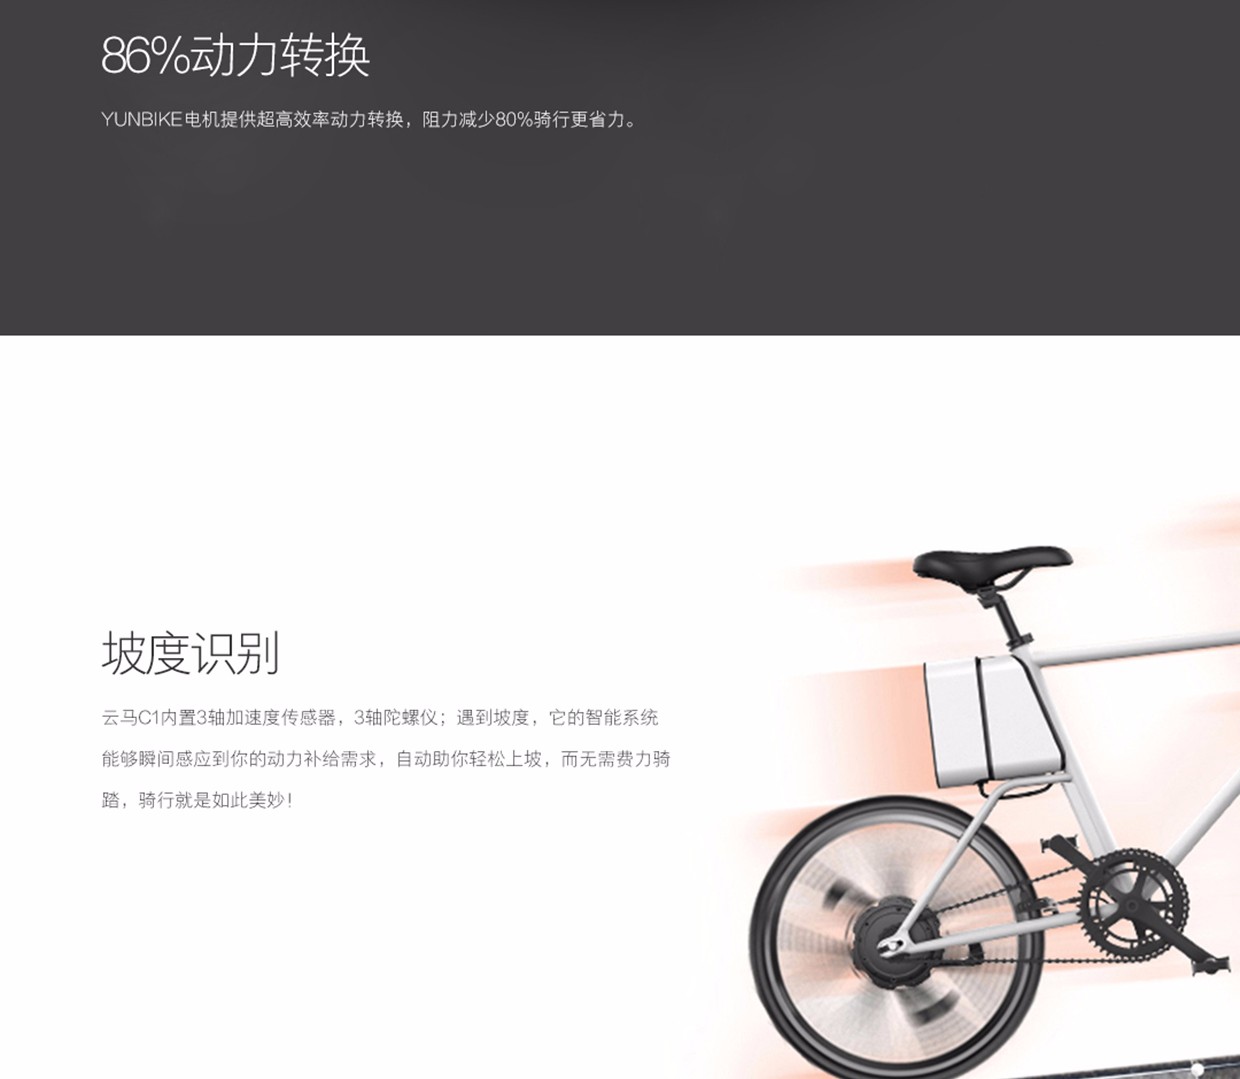 86%动力转换
YUNBIKE电机提供超高效率动力转换，阻力减少80%骑行更省力。
坡度识别
云马C1内置3轴加速度传感器，3轴陀螺仪；遇到坡度，它的智能系统
能够瞬间感应到你的动力补给需求，自动助你轻松上坡，而无需费力骑
踏，骑行就是如此美妙！